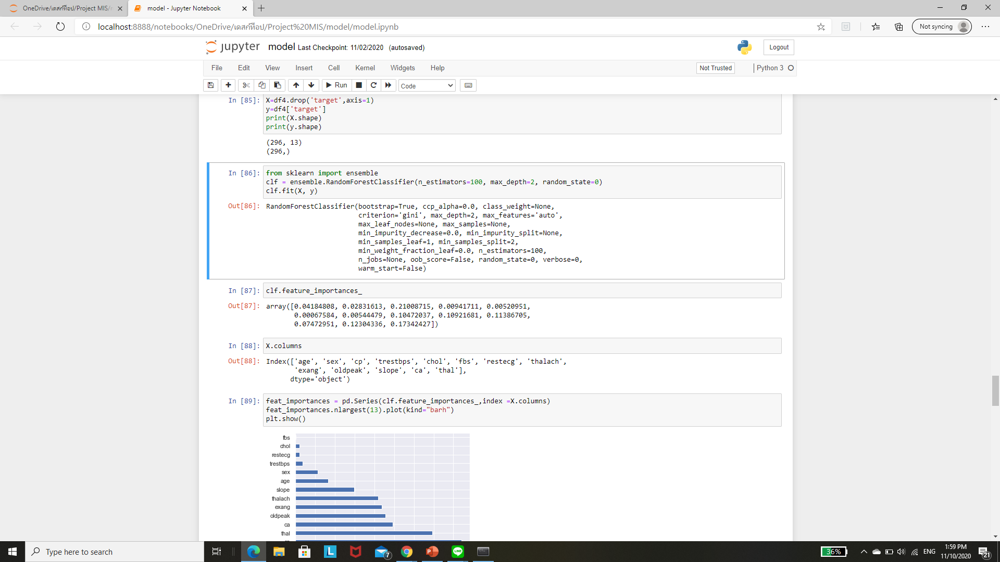 OneDrive/เดสก์ท็อป/Project MIS/m
model - Jupyter Notebook
localhost:8888/notebooks/OneDrive/เดสก์ท็อป/Project%20MIS/model/model.ipynb
Not syncing
jupyter model Last Checkpoint: 11/02/2020 (autosaved)
Logout
File Edit View Insert Cell Kernel Widgets Help
Not Trusted
Python 3
Run
Code
In [85]: X=df4.drop('target',axis=1)
y=df4['target']
print(X.shape)
print(y.shape)
(296, 13)
(296,)
In [86]: from sklearn import ensemble
clf = ensemble.RandomForestClassifier(n_estimators=100, max_depth=2, random_state=0)
clf.fit(X, y)
Out[86]: RandomForestClassifier(bootstrap=True, ccp_alpha=0.0, class_weight=None,
criterion='gini', max_depth=2, max_features='auto',
max_leaf_nodes=None, max_samples=None,
min_impurity_decrease=0.0, min_impurity_split=None,
min_samples_leaf=1, min_samples_split=2,
min_weight_fraction_leaf=0.0, n_estimators=100,
n_jobs=None, oob_score=False, random_state=0, verbose=0,
warm_start=False)
In [87]: clf.feature_importances_
Out[87]: array([0.04184808, 0.02831613, 0.21008715, 0.00941711, 0.00520951,
0.00067584, 0.00544479, 0.10472037, 0.10921681, 0.11386705,
0.07472951, 0.12304336, 0.17342427])
In [88]: X.columns
Out[88]: Index(['age', 'sex', 'cp', 'trestbps', 'chol', 'fbs', 'restecg', 'thalach',
'exang', 'oldpeak', 'slope', 'ca', 'thal'],
dtype='object')
In [89]: feat_importances = pd.Series(clf.feature_importances_,index =X.columns)
feat_importances.nlargest(13).plot(kind="barh")
plt.show()
fbs
chol
restecg
trestbps
sex
age
slope
thalach
exang
oldpeak
ca
thal
Type here to search
L
7
P
LINE
36%
ENG
1:59 PM
11/10/2020
21